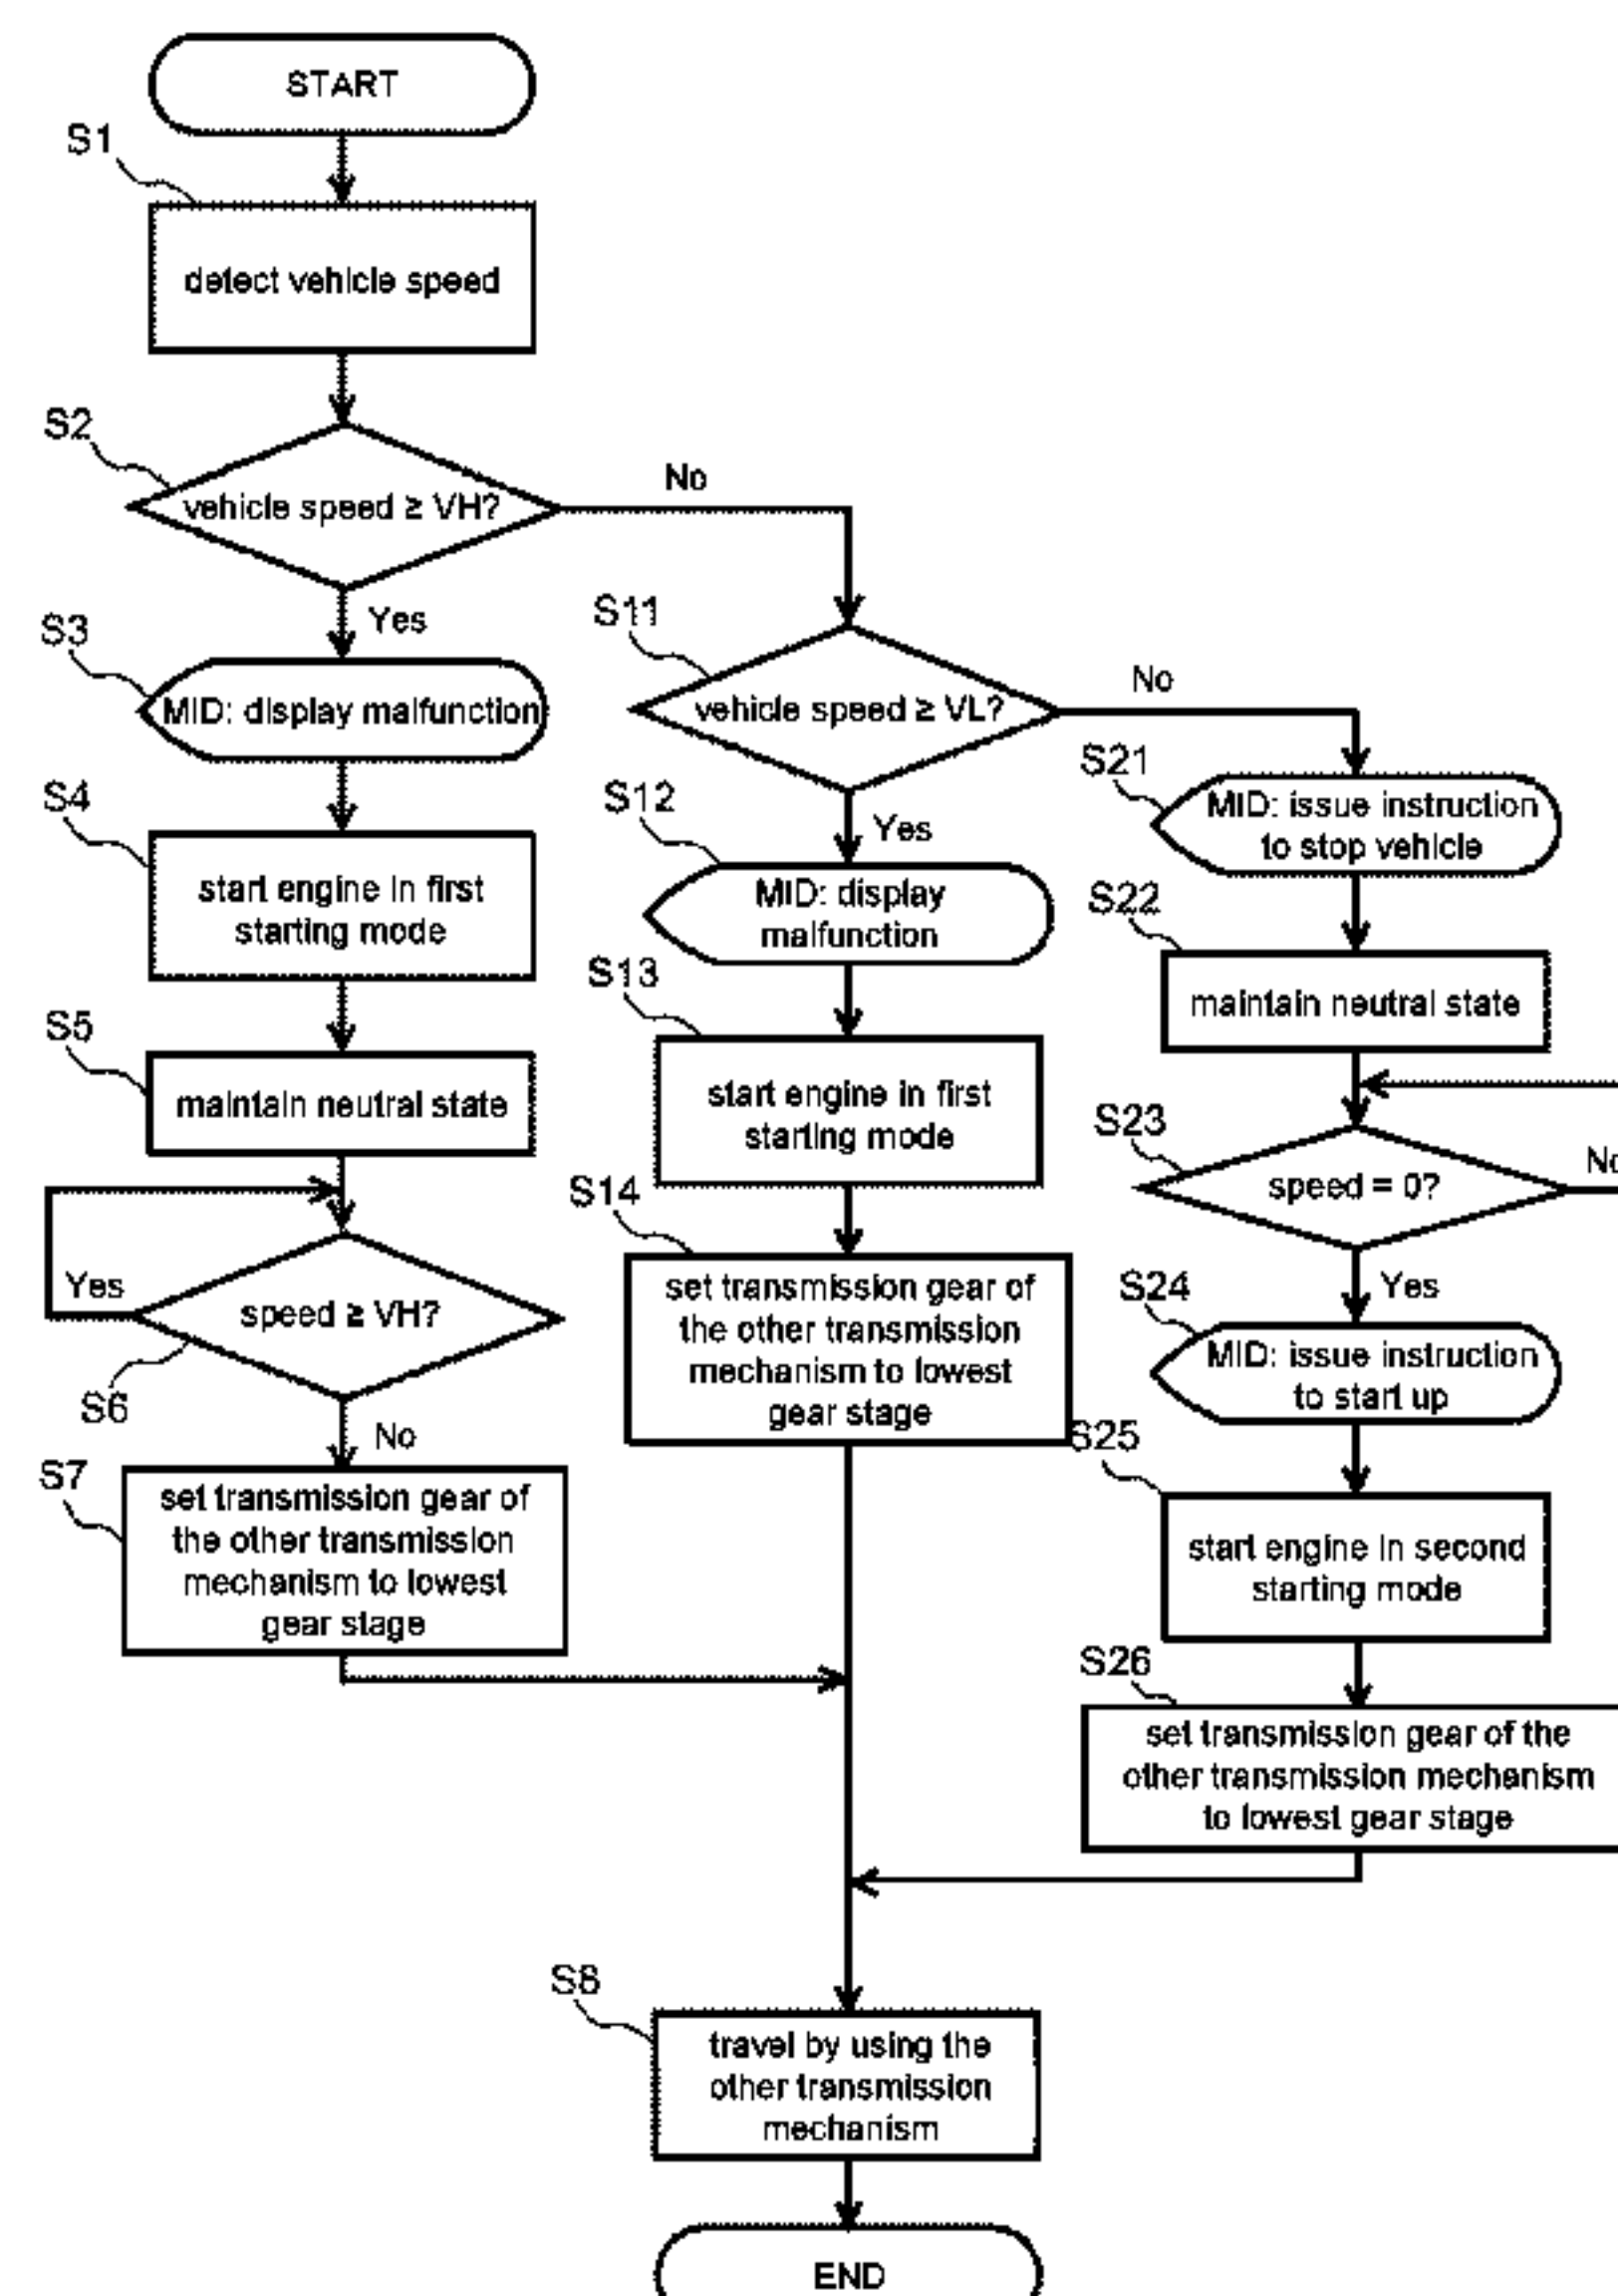 START
S1
detect vehicle speed
S2
vehicle speed ≥ VH?
No
Yes
S3
MID: display malfunction
S4
start engine in first
starting mode
S5
maintain neutral state
Yes
speed ≥ VH?
S6
No
S7
set transmission gear of
the other transmission
mechanism to lowest
gear stage
S11
vehicle speed ≥ VL?
No
Yes
S12
MID: display
malfunction
S13
start engine in first
starting mode
S14
set transmission gear of
the other transmission
mechanism to lowest
gear stage
S21
MID: issue instruction
to stop vehicle
S22
maintain neutral state
S23
speed = 0?
No
Yes
S24
MID: issue instruction
to start up
S25
start engine in second
starting mode
S26
set transmission gear of the
other transmission mechanism
to lowest gear stage
S8
travel by using the
other transmission
mechanism
END